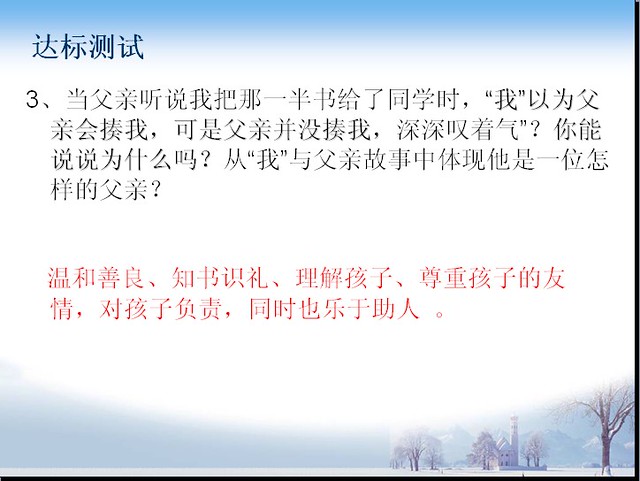 达标测试
3、当父亲听说我把那一半书给了同学时，“我”以为父
亲会揍我，可是父亲并没揍我，深深叹着气”？你能
说说为什么吗？从“我”与父亲故事中体现他是一位怎
样的父亲？
温和善良、知书识礼、理解孩子、尊重孩子的友
情，对孩子负责，同时也乐于助人 。